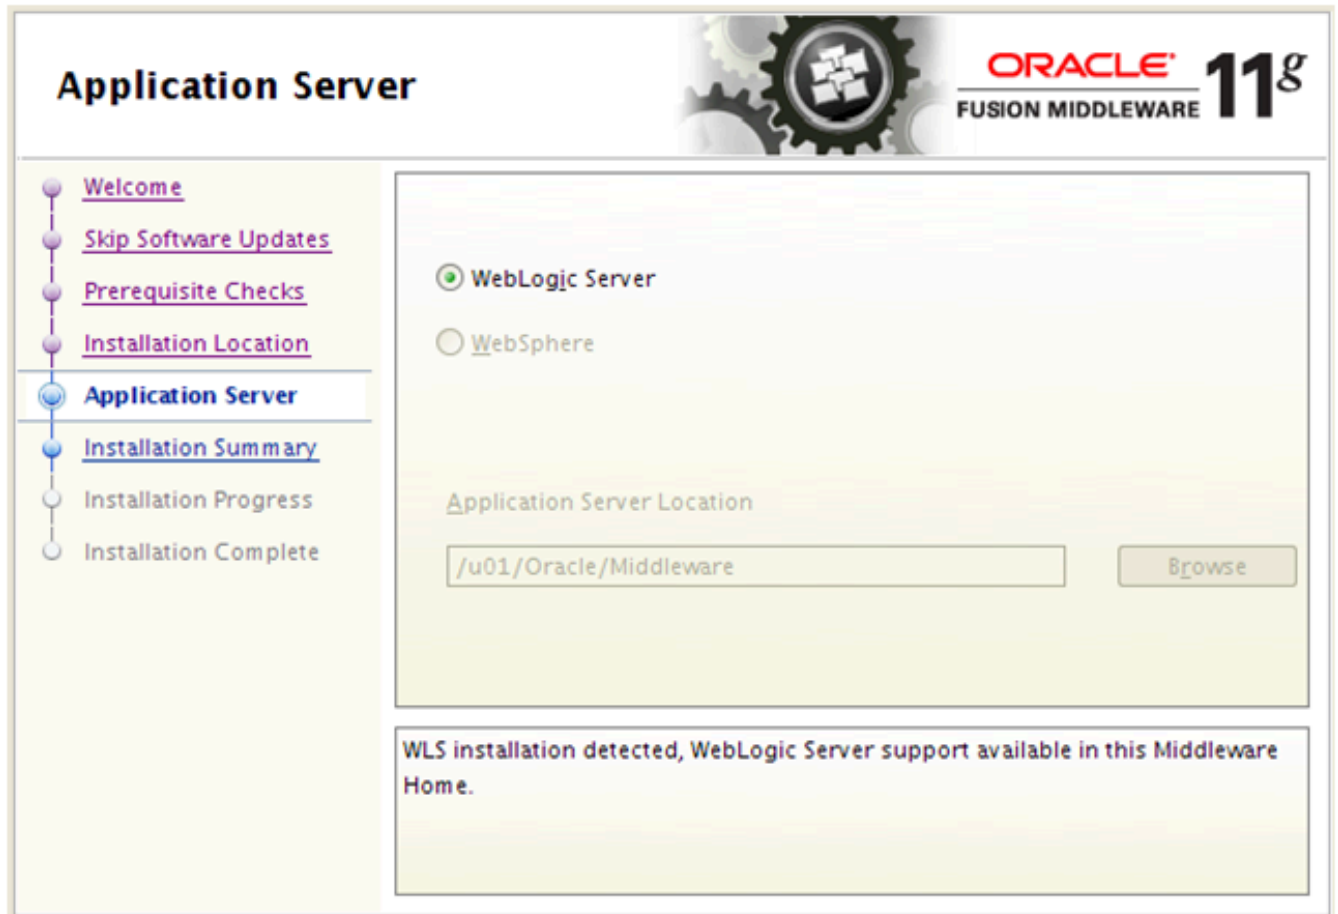 Application Server
ORACLE
FUSION MIDDLEWARE
11g
Welcome
Skip Software Updates
Prerequisite Checks
Installation Location
Application Server
Installation Summary
Installation Progress
Installation Complete
WebLogic Server
WebSphere
Application Server Location
/u01/Oracle/Middleware
Browse
WLS installation detected, WebLogic Server support available in this Middleware
Home.